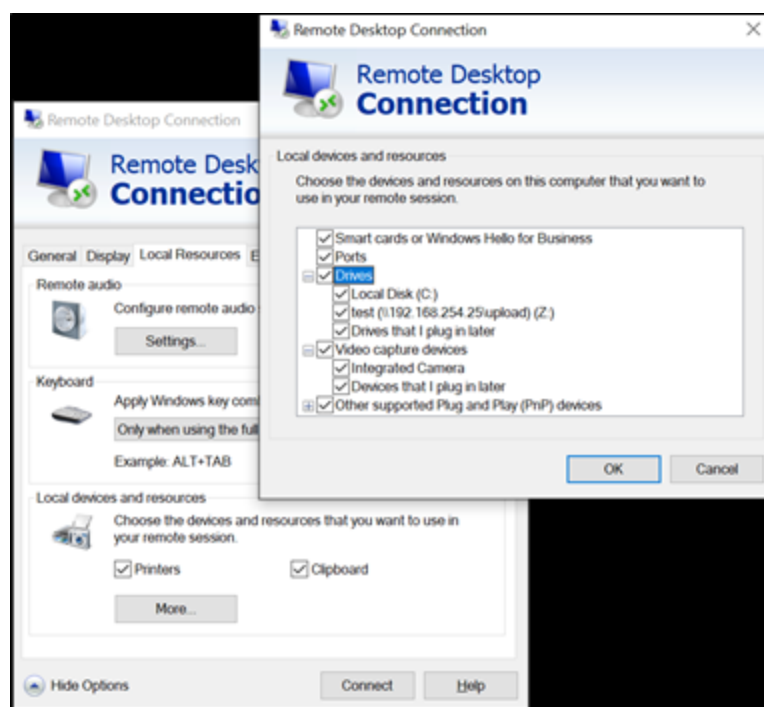 Remote Desktop Connection
Remote Desktop
Connection
Local devices and resources
Choose the devices and resources on this computer that you want to
use in your remote session.
Smart cards or Windows Hello for Business
Ports
Drives
Local Disk (C:)
test (\\192.168.254.25\upload) (Z:)
Drives that I plug in later
Video capture devices
Integrated Camera
Devices that I plug in later
Other supported Plug and Play (PnP) devices
OK Cancel
Remote Desktop Connection
Remote Desk
Connectio
General Display Local Resources E
Remote audio
Configure remote audio
Settings...
Keyboard
Apply Windows key com
Only when using the full
Example: ALT+TAB
Local devices and resources
Choose the devices and resources that you want to use in
your remote session.
Printers Clipboard
More...
Hide Options Connect Help